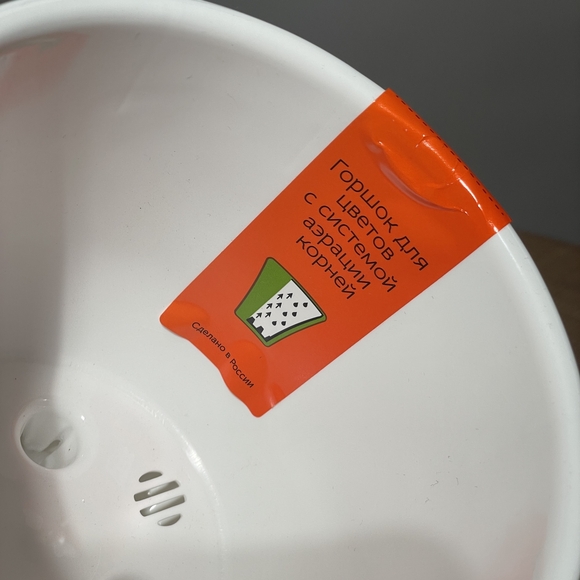 Горшок для
цветов
с системой
аэрации
корней
Сделано в России